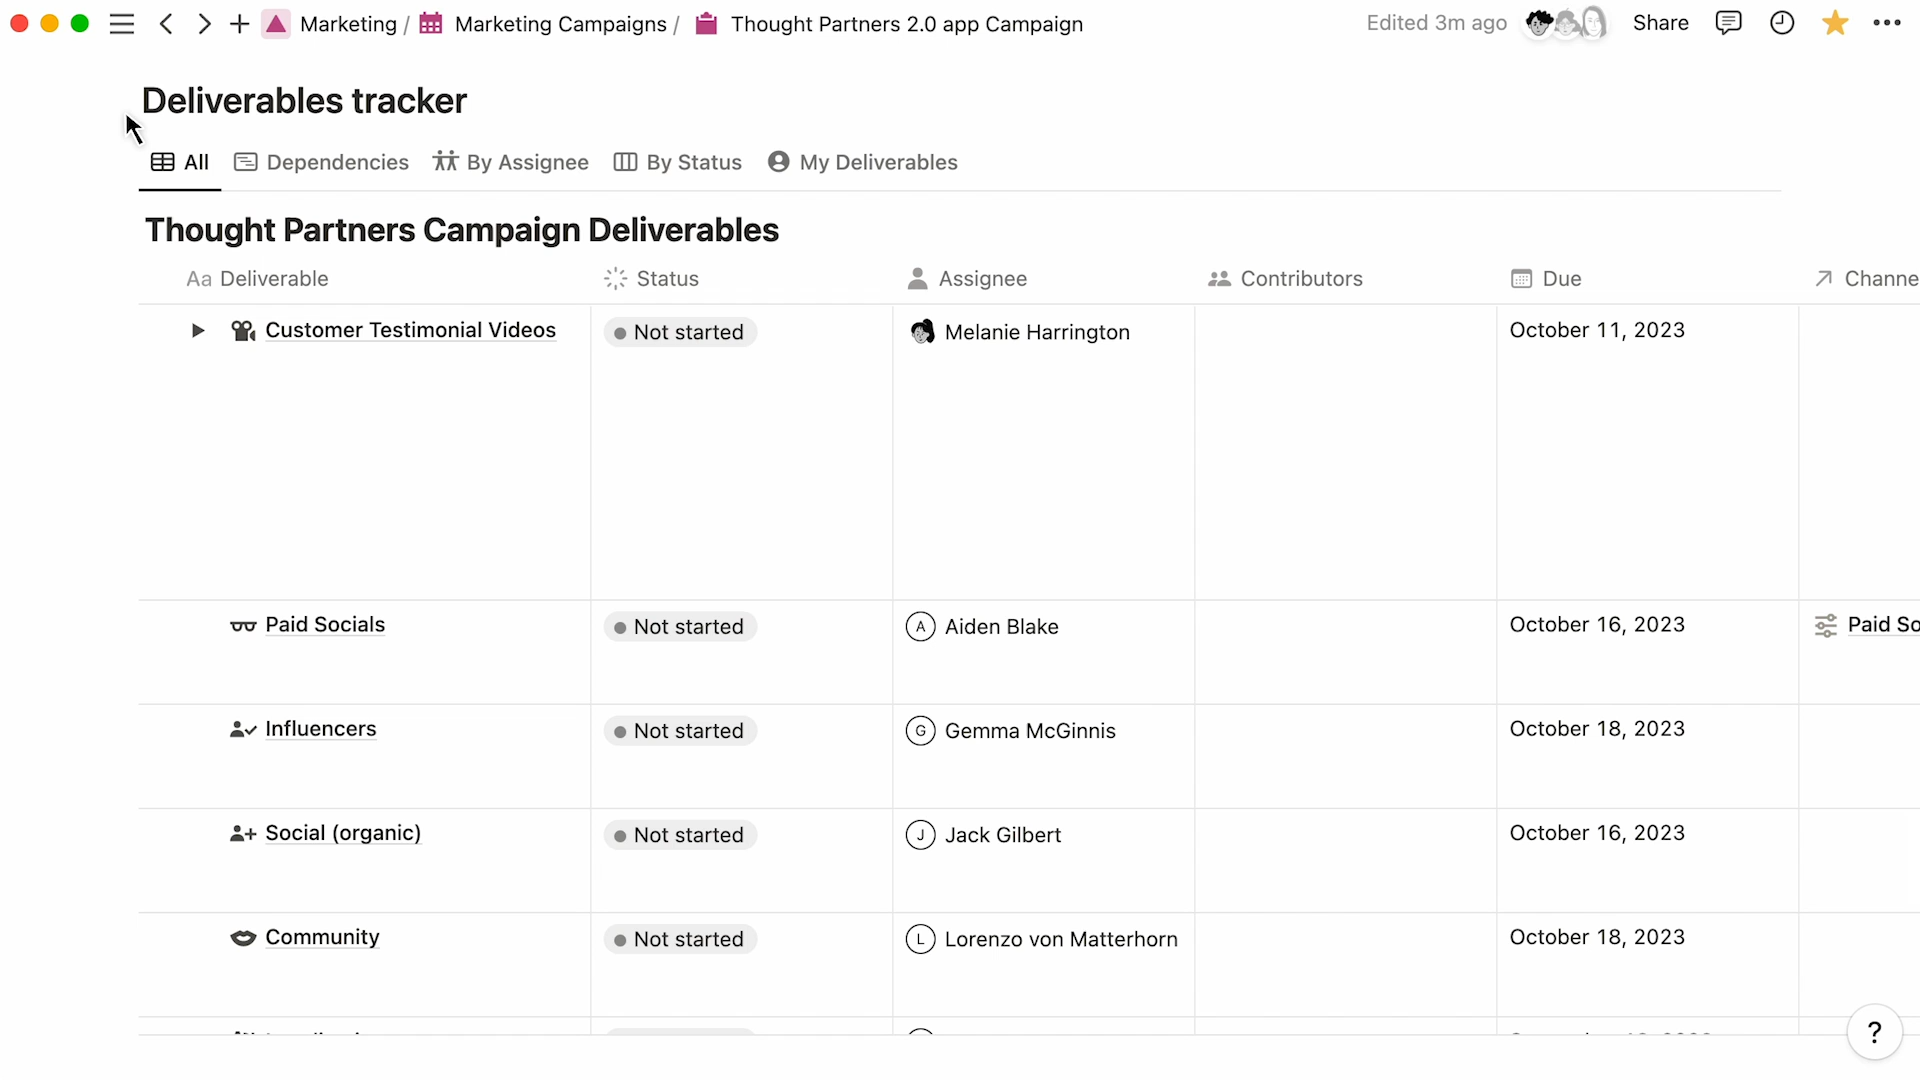 Marketing / Marketing Campaigns / Thought Partners 2.0 app Campaign Edited 3m ago Share
Deliverables tracker
All Dependencies By Assignee By Status My Deliverables
Thought Partners Campaign Deliverables
Aa Deliverable Status Assignee Contributors Due Channe
Customer Testimonial Videos Not started Melanie Harrington October 11, 2023
Paid Socials Not started A Aiden Blake October 16, 2023 Paid So
Influencers Not started G Gemma McGinnis October 18, 2023
Social (organic) Not started J Jack Gilbert October 16, 2023
Community Not started L Lorenzo von Matterhorn October 18, 2023
?